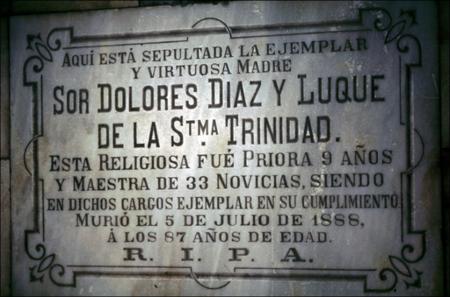 AQUÍ ESTÁ SEPULTADA LA EJEMPLAR
Y VIRTUOSA MADRE
SOR DOLORES DIAZ Y LUQUE
DE LA STMA TRINIDAD.
ESTA RELIGIOSA FUÉ PRIORA 9 AÑOS
Y MAESTRA DE 33 NOVICIAS, SIENDO
EN DICHOS CARGOS EJEMPLAR EN SU CUMPLIMIENTO.
MURIÓ EL 5 DE JULIO DE 1888,
Á LOS 87 AÑOS DE EDAD.
R. I. P. A.